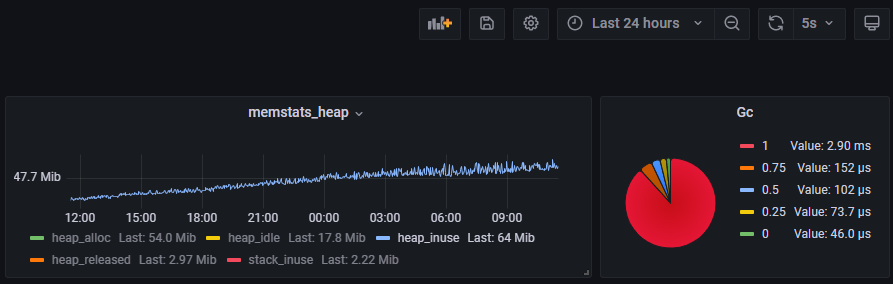 Last 24 hours
5s
memstats_heap
47.7 Mib
12:00 15:00 18:00 21:00 00:00 03:00 06:00 09:00
heap_alloc Last: 54.0 Mib heap_idle Last: 17.8 Mib heap_inuse Last: 64 Mib
heap_released Last: 2.97 Mib stack_inuse Last: 2.22 Mib
Gc
1 Value: 2.90 ms
0.75 Value: 152 µs
0.5 Value: 102 µs
0.25 Value: 73.7 µs
0 Value: 46.0 µs